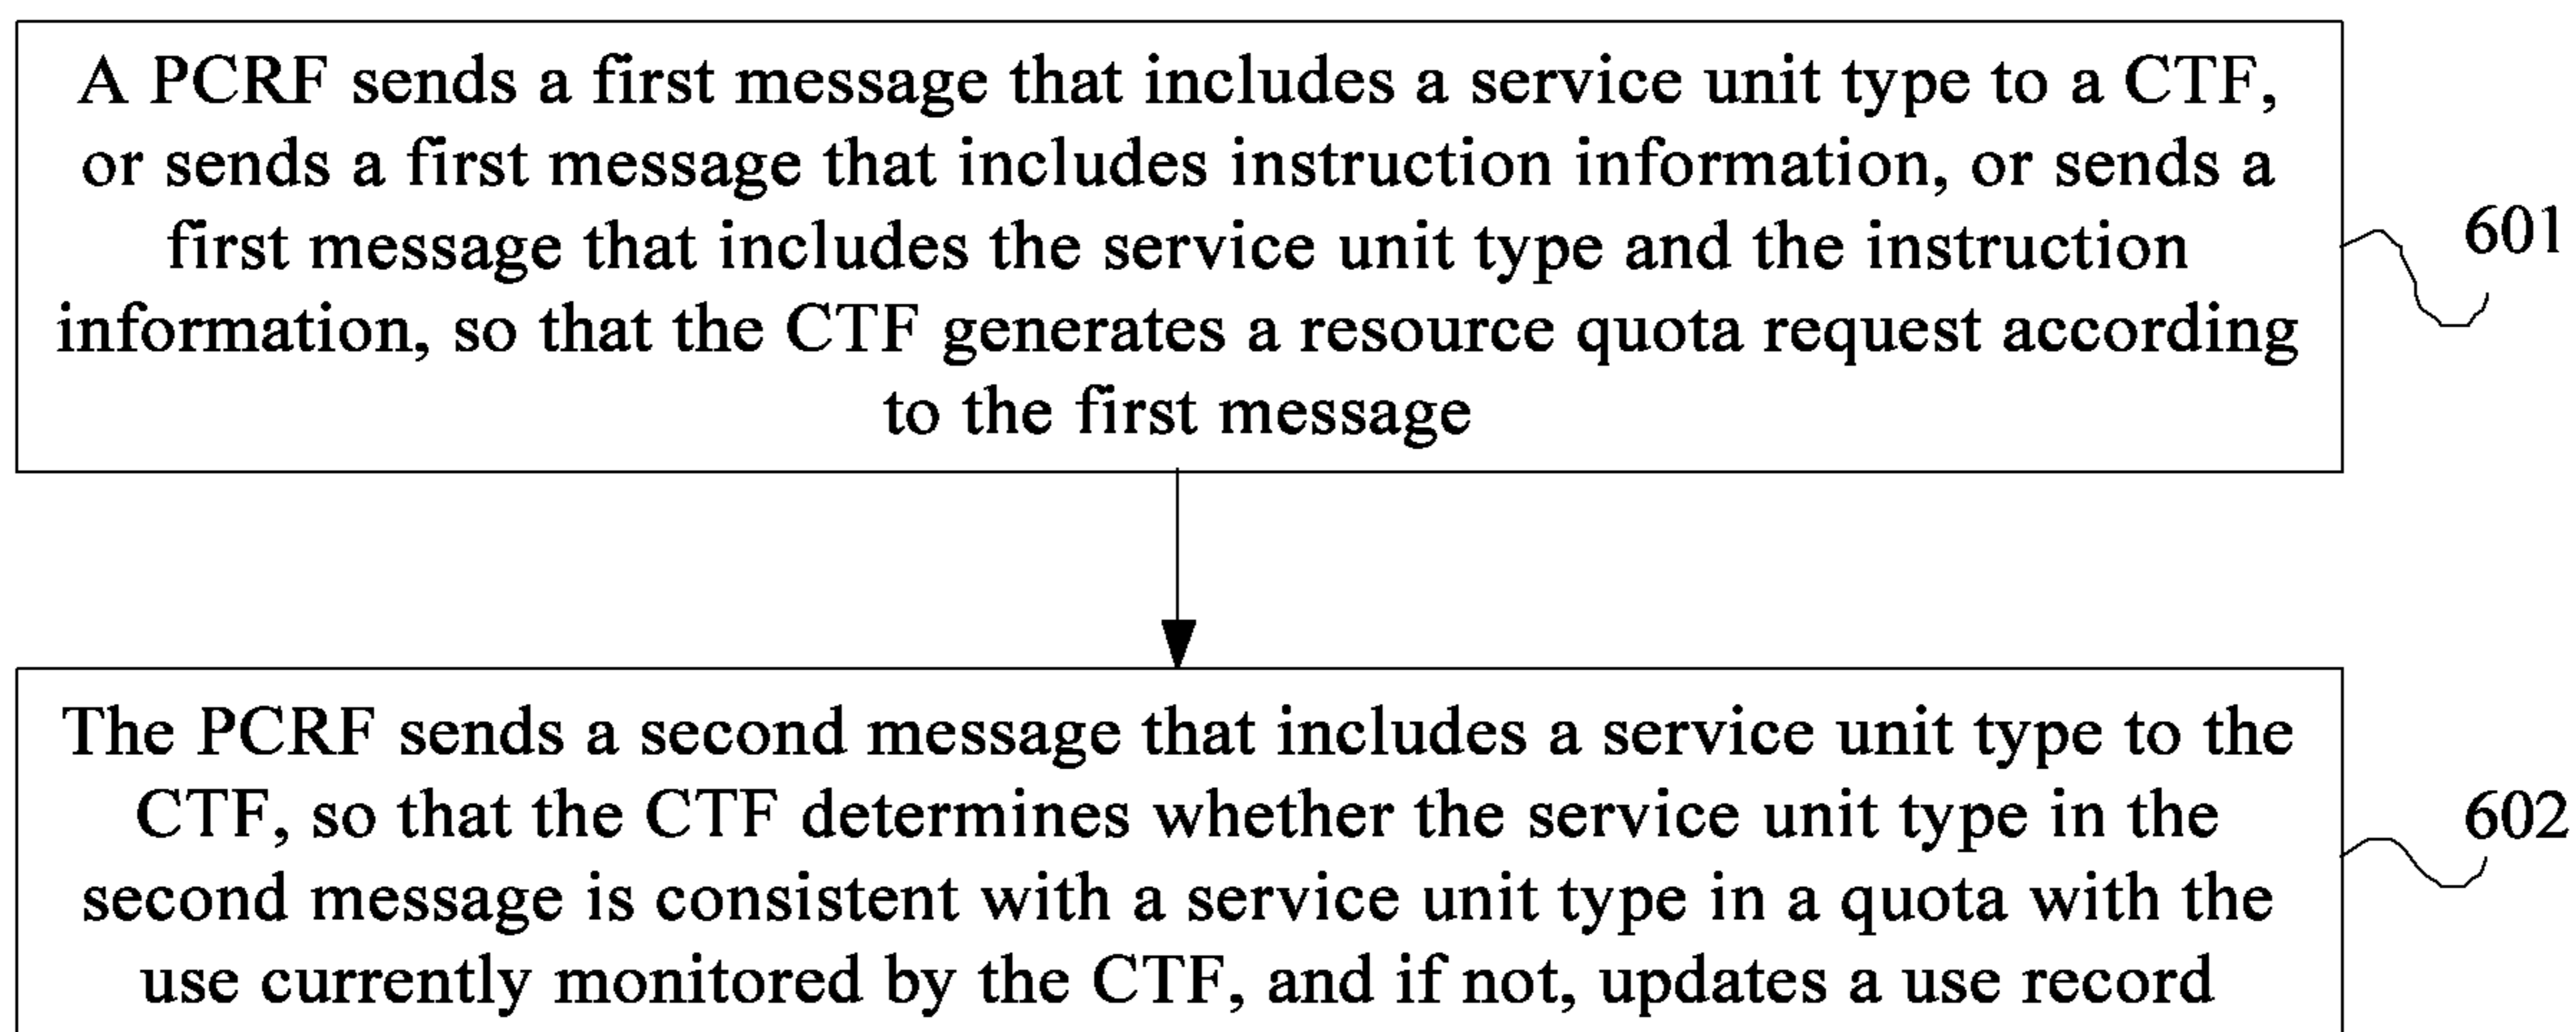 A PCRF sends a first message that includes a service unit type to a CTF,
or sends a first message that includes instruction information, or sends a
first message that includes the service unit type and the instruction
information, so that the CTF generates a resource quota request according
to the first message
601
The PCRF sends a second message that includes a service unit type to the
CTF, so that the CTF determines whether the service unit type in the
second message is consistent with a service unit type in a quota with the
use currently monitored by the CTF, and if not, updates a use record
602